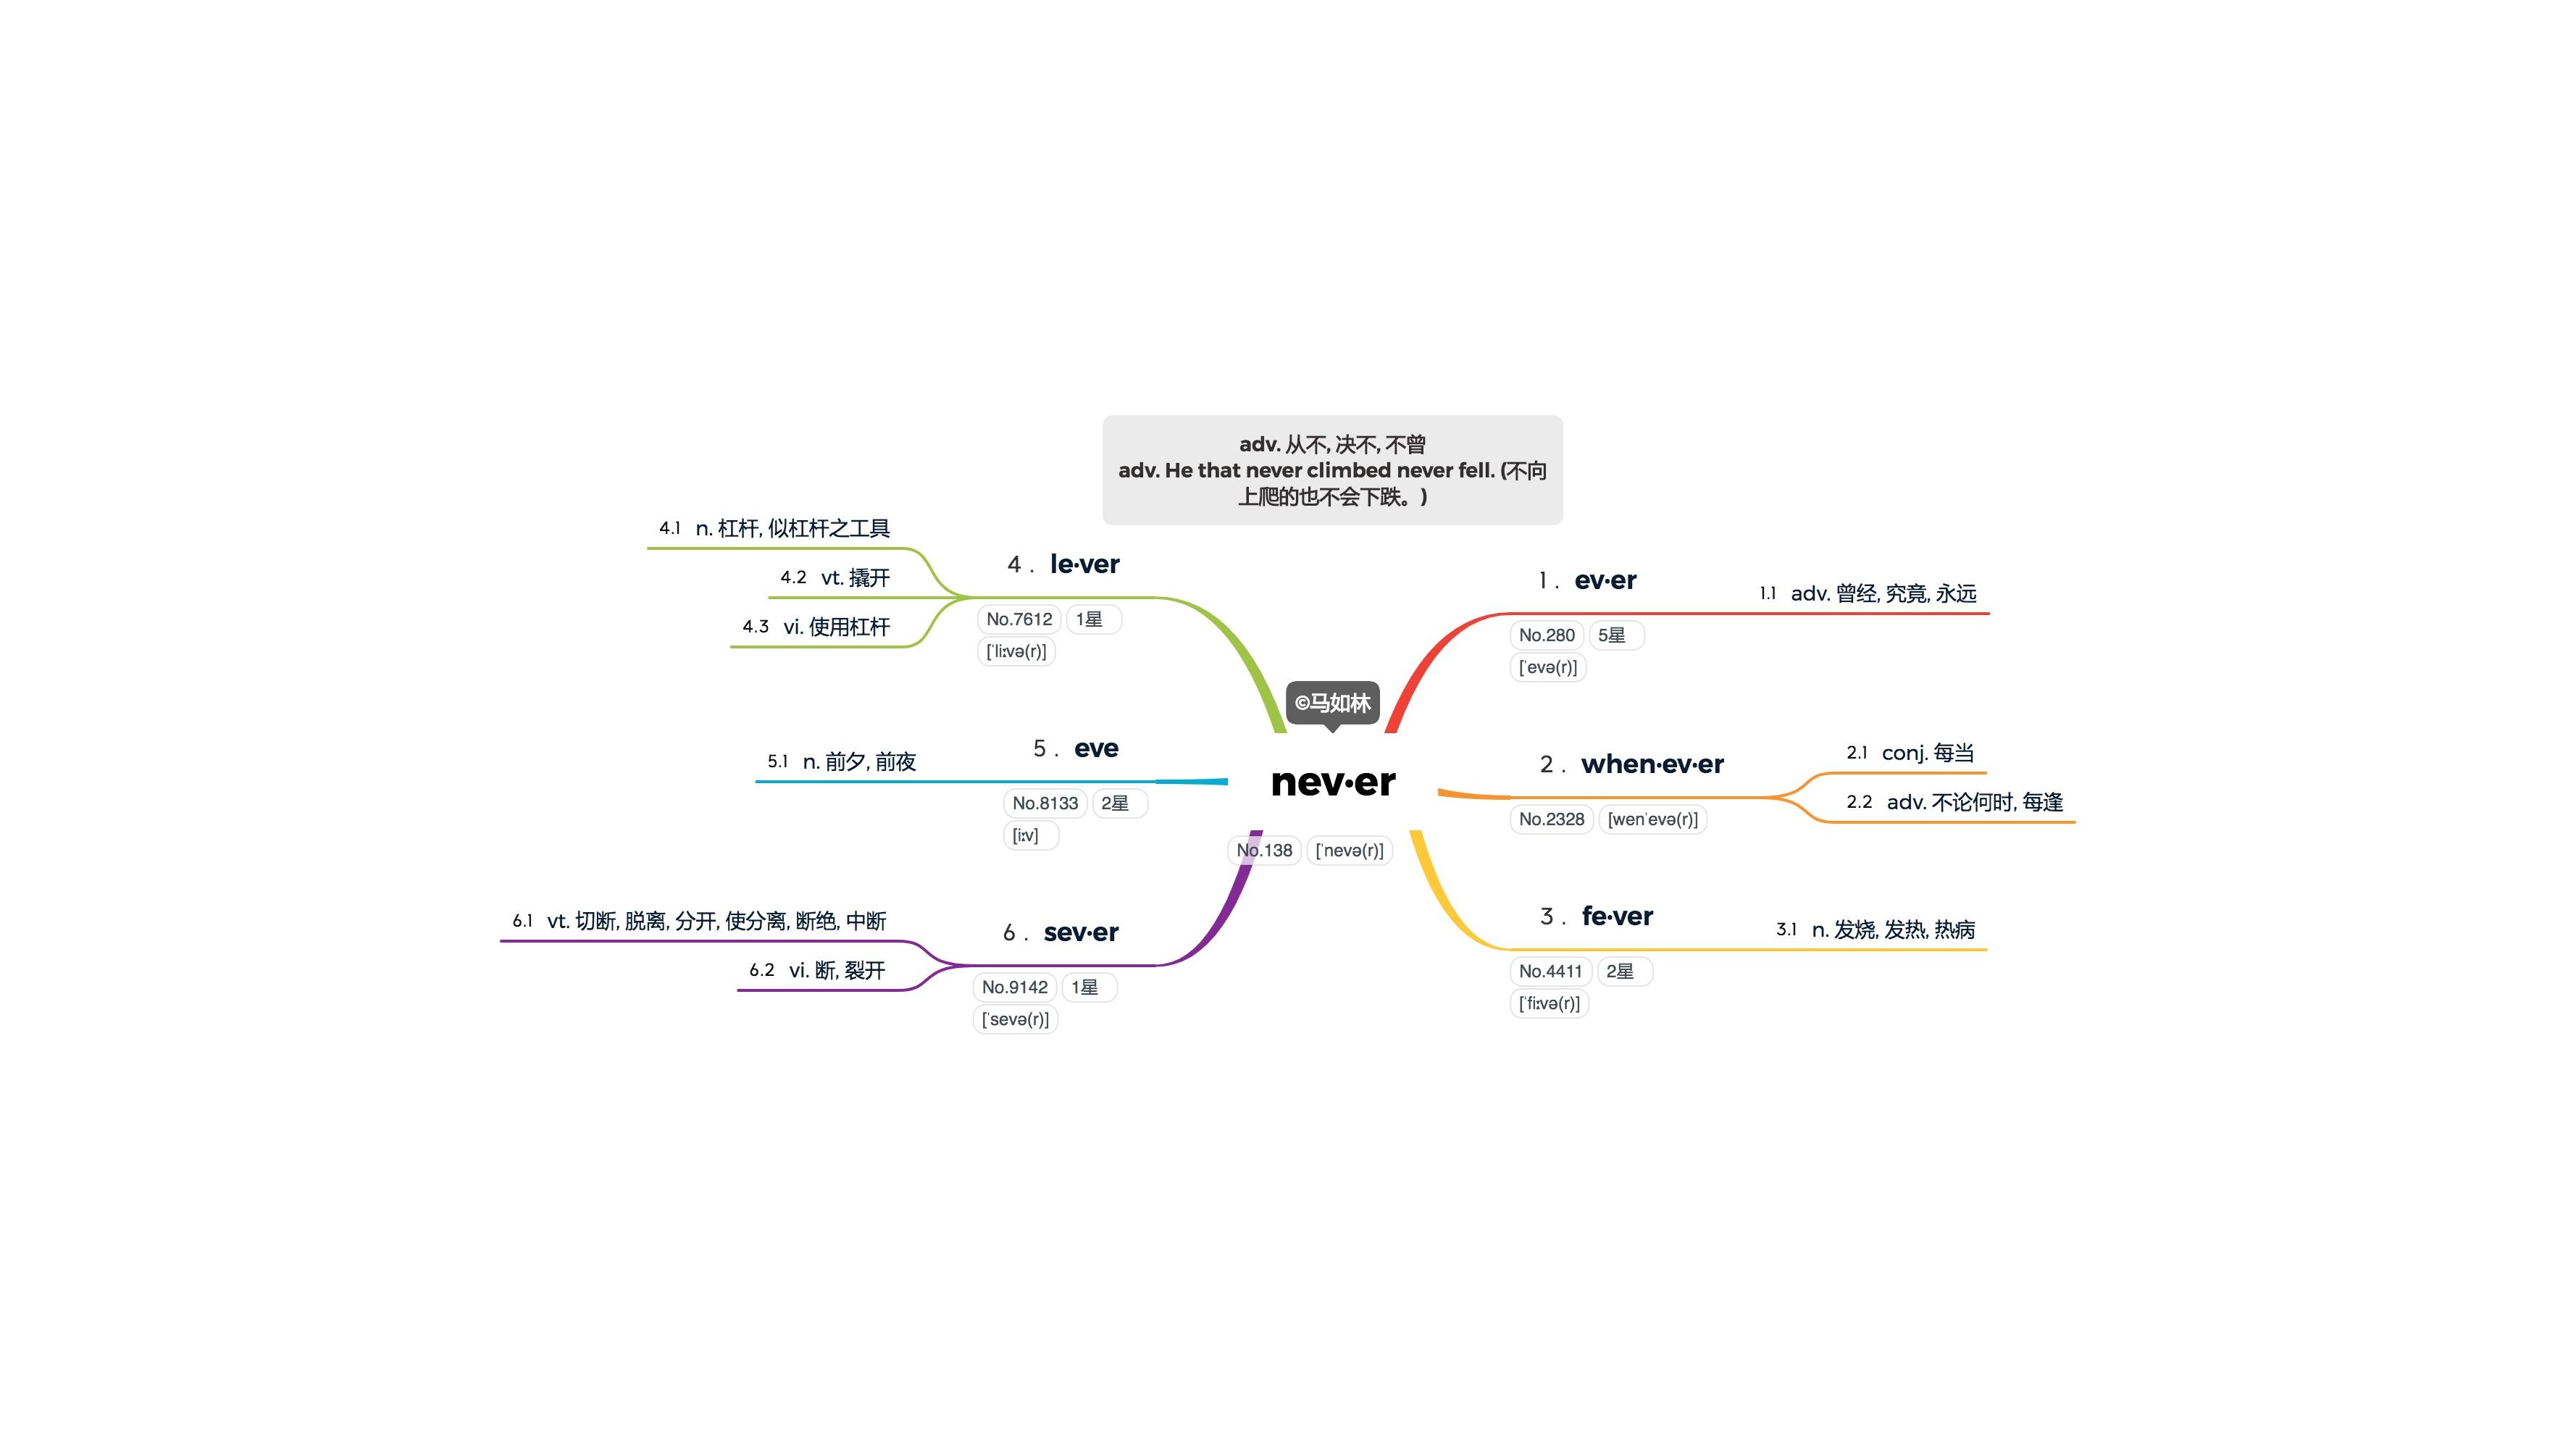 adv. 从不, 决不, 不曾
adv. He that never climbed never fell. (不向
上爬的也不会下跌。)
©马如林
nev·er
No.138 ['nevə(r)]
1 . ev·er
No.280 5星
['evə(r)]
1.1 adv. 曾经, 究竟, 永远
2 . when·ev·er
No.2328 [wen'evə(r)]
2.1 conj. 每当
2.2 adv. 不论何时, 每逢
3 . fe·ver
No.4411 2星
['fiːvə(r)]
3.1 n. 发烧, 发热, 热病
4 . le·ver
No.7612 1星
['liːvə(r)]
4.1 n. 杠杆, 似杠杆之工具
4.2 vt. 撬开
4.3 vi. 使用杠杆
5 . eve
No.8133 2星
[iːv]
5.1 n. 前夕, 前夜
6 . sev·er
No.9142 1星
['sevə(r)]
6.1 vt. 切断, 脱离, 分开, 使分离, 断绝, 中断
6.2 vi. 断, 裂开